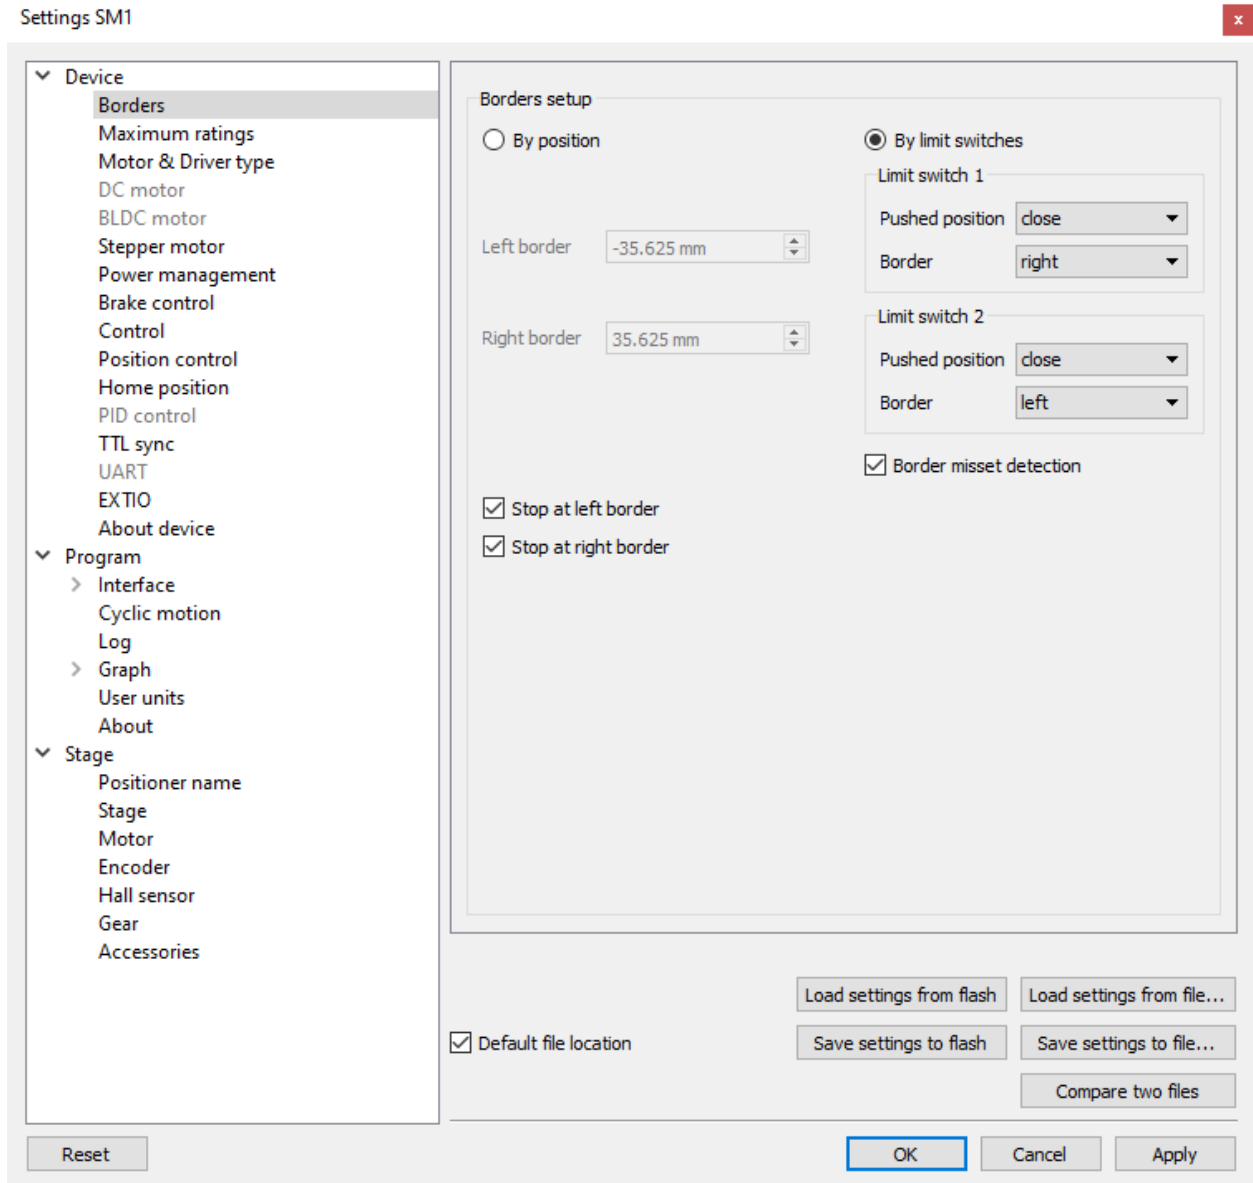 Settings SM1
x
Device
Borders
Maximum ratings
Motor & Driver type
DC motor
BLDC motor
Stepper motor
Power management
Brake control
Control
Position control
Home position
PID control
TTL sync
UART
EXTIO
About device
Program
Interface
Cyclic motion
Log
Graph
User units
About
Stage
Positioner name
Stage
Motor
Encoder
Hall sensor
Gear
Accessories
Borders setup
By position
Left border -35.625 mm
Right border 35.625 mm
By limit switches
Limit switch 1
Pushed position close
Border right
Limit switch 2
Pushed position close
Border left
Border misset detection
Stop at left border
Stop at right border
Load settings from flash Load settings from file...
Default file location Save settings to flash Save settings to file...
Compare two files
Reset OK Cancel Apply